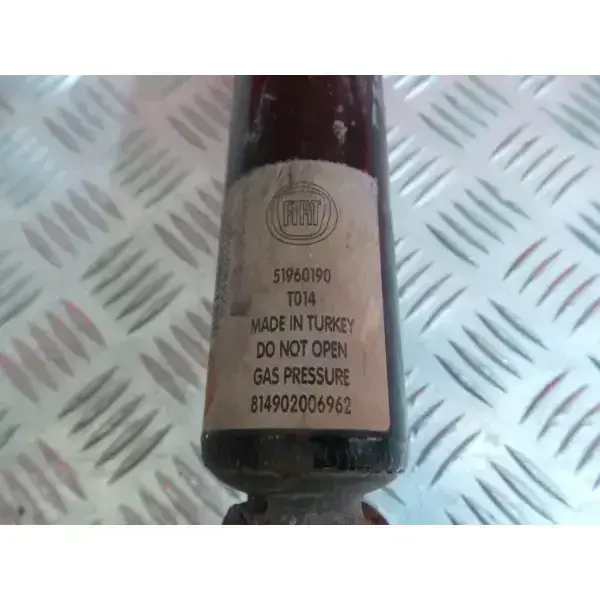 FIAT
51960190
T014
MADE IN TURKEY
DO NOT OPEN
GAS PRESSURE
814902006962